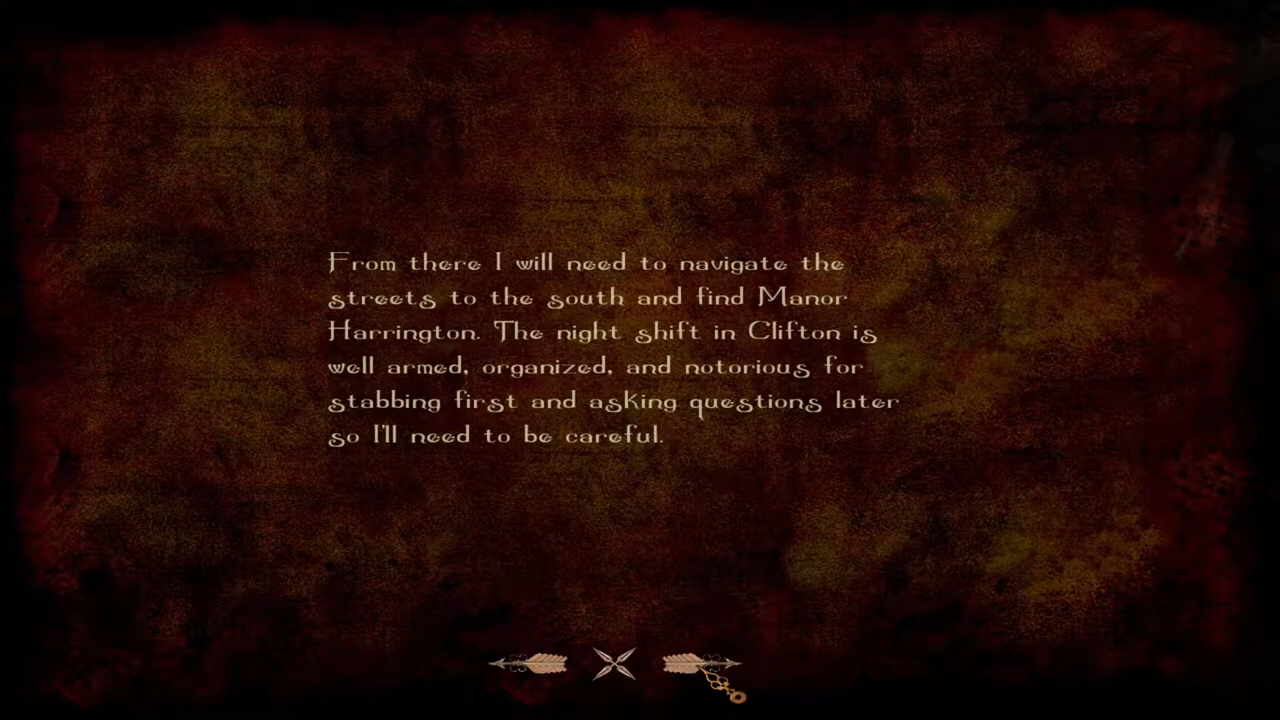 From there I will need to navigate the
streets to the south and find Manor
Harrington. The night shift in Clifton is
well armed, organized, and notorious for
stabbing first and asking questions later
so I'll need to be careful.